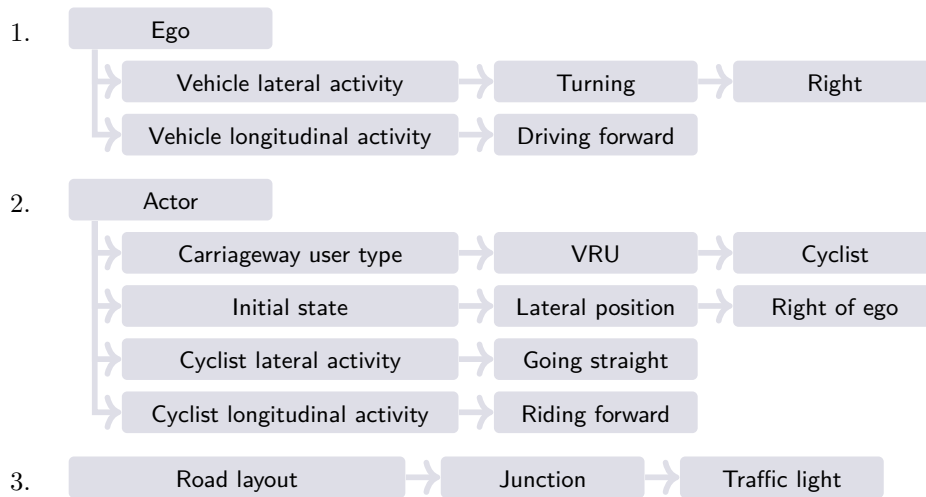 1. Ego
Vehicle lateral activity Turning Right
Vehicle longitudinal activity Driving forward
2. Actor
Carriageway user type VRU Cyclist
Initial state Lateral position Right of ego
Cyclist lateral activity Going straight
Cyclist longitudinal activity Riding forward
3. Road layout Junction Traffic light